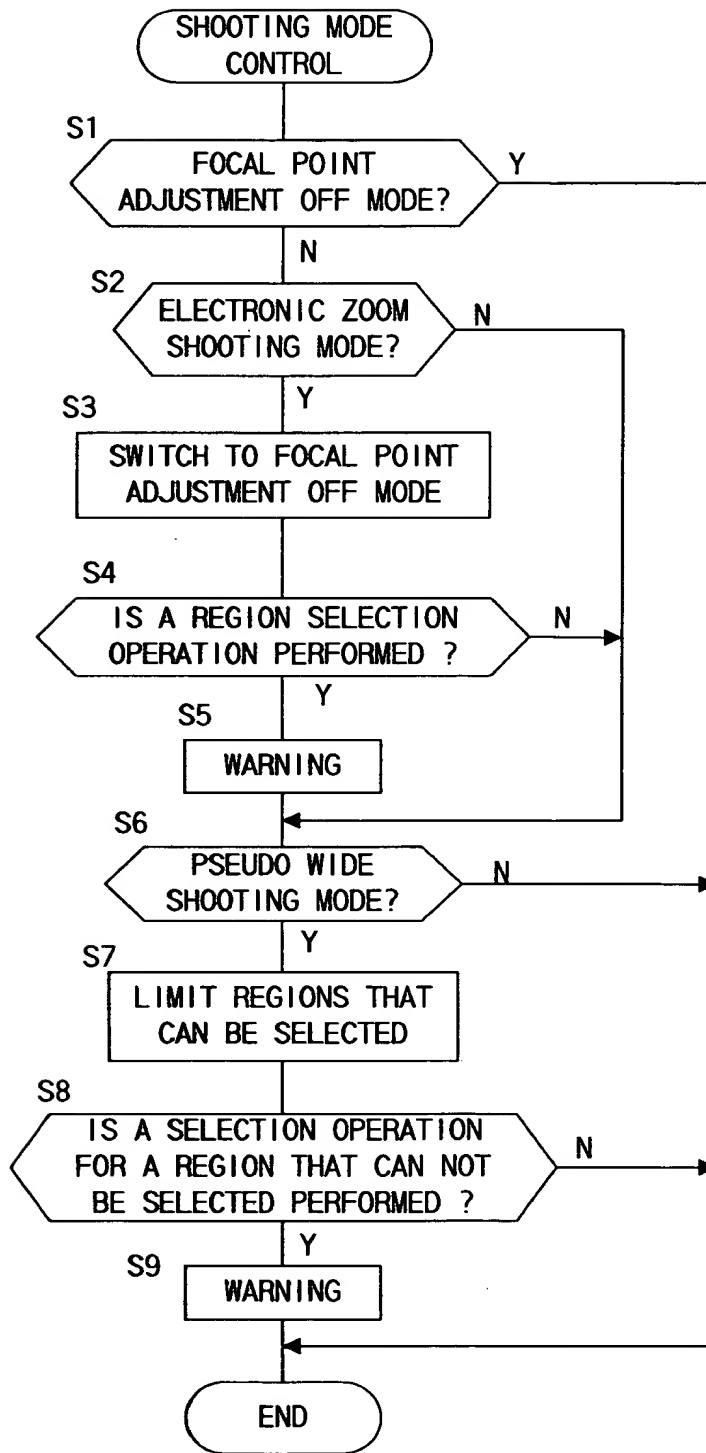 SHOOTING MODE
CONTROL
S1
FOCAL POINT
ADJUSTMENT OFF MODE?
Y
N
S2
ELECTRONIC ZOOM
SHOOTING MODE?
N
Y
S3
SWITCH TO FOCAL POINT
ADJUSTMENT OFF MODE
S4
IS A REGION SELECTION
OPERATION PERFORMED ?
N
Y
S5
WARNING
S6
PSEUDO WIDE
SHOOTING MODE?
N
Y
S7
LIMIT REGIONS THAT
CAN BE SELECTED
S8
IS A SELECTION OPERATION
FOR A REGION THAT CAN NOT
BE SELECTED PERFORMED ?
N
Y
S9
WARNING
END